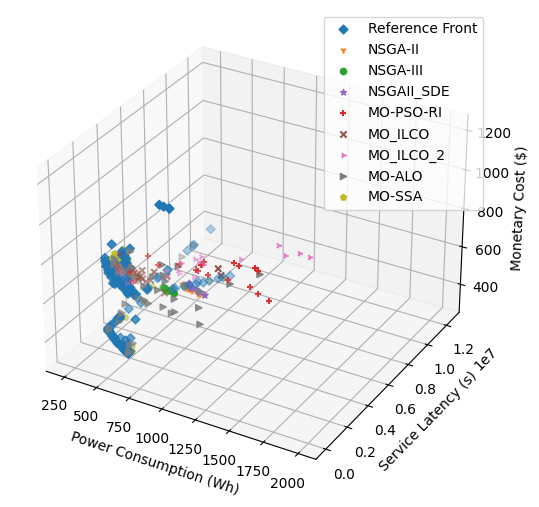 Reference Front
NSGA-II
NSGA-III
NSGAII_SDE
MO-PSO-RI
MO_ILCO
MO_ILCO_2
MO-ALO
MO-SSA
1200
1000
800
600
400
Monetary Cost ($)
1e7
1.2
1.0
0.8
0.6
0.4
0.2
0.0
Service Latency (s)
250
500
750
1000
1250
1500
1750
2000
Power Consumption (Wh)